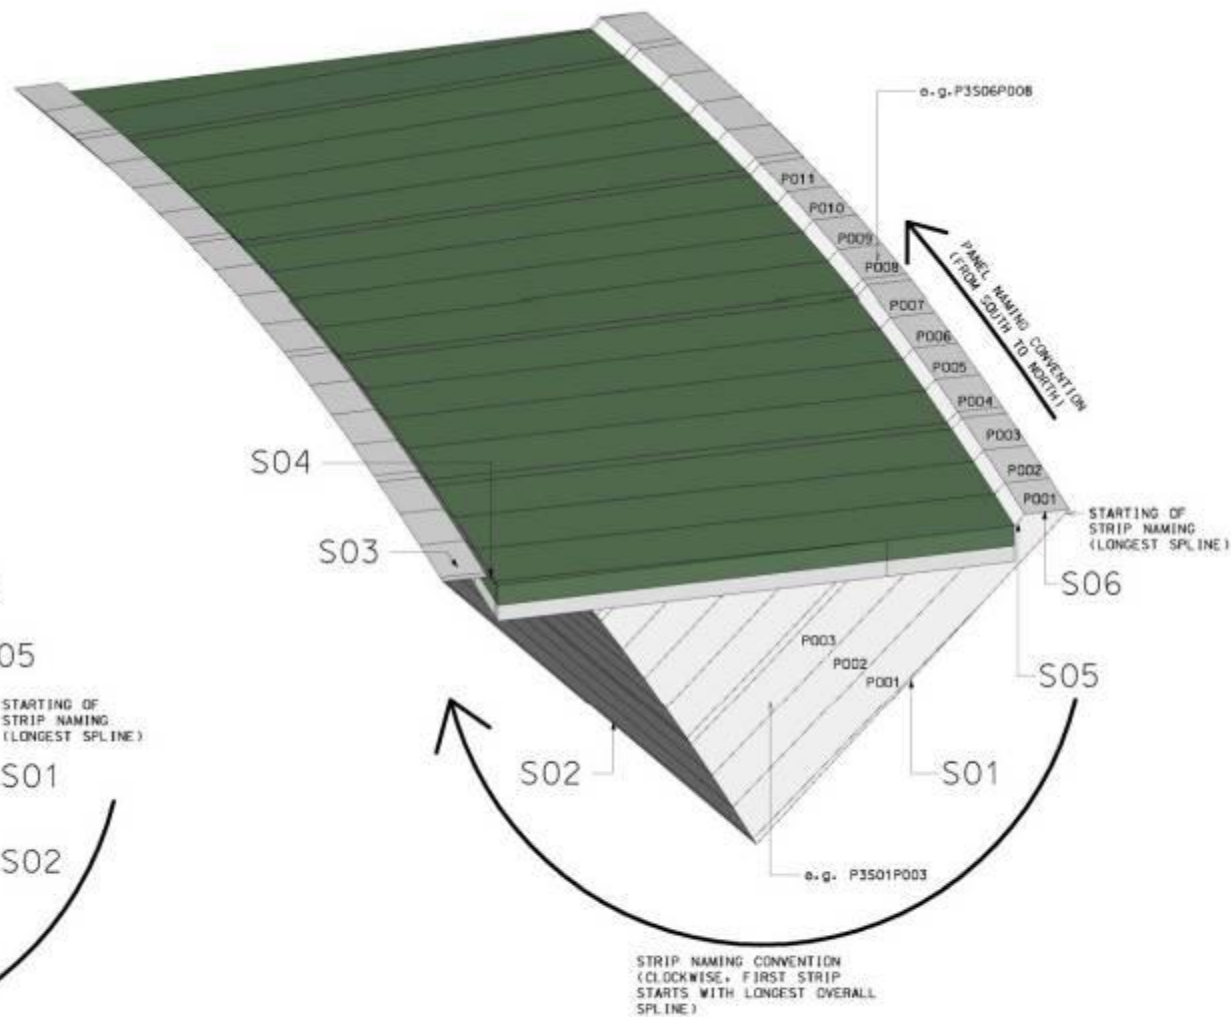 e.g.P3S06P008
P011
P010
P009
P008
P007
P006
P005
P004
P003
P002
P001
PANEL NAMING CONVENTION
(FROM SOUTH TO NORTH)
STARTING OF
STRIP NAMING
(LONGEST SPLINE)
S06
S05
S04
S03
P003
P002
P001
S02
S01
e.g. P3S01P003
STRIP NAMING CONVENTION
(CLOCKWISE, FIRST STRIP
STARTS WITH LONGEST OVERALL
SPLINE)
05
STARTING OF
STRIP NAMING
(LONGEST SPLINE)
S01
S02